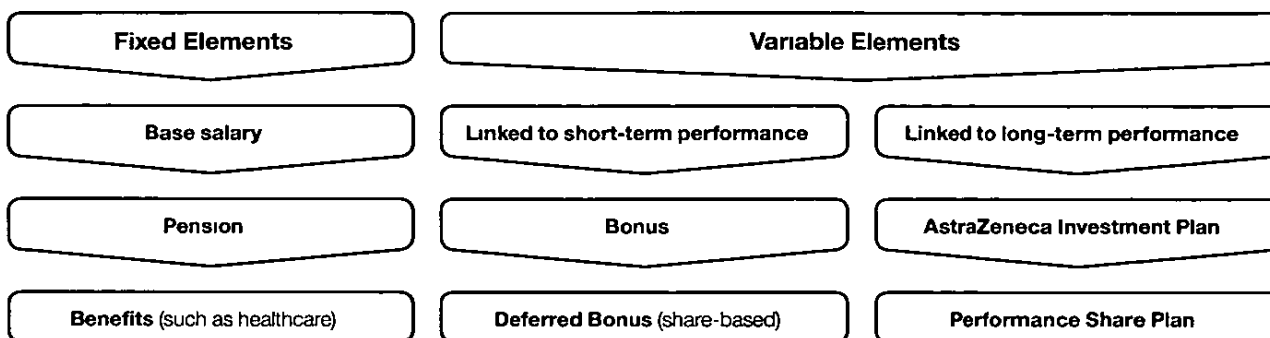 Fixed Elements
Variable Elements
Base salary
Linked to short-term performance
Linked to long-term performance
Pension
Bonus
AstraZeneca Investment Plan
Benefits (such as healthcare)
Deferred Bonus (share-based)
Performance Share Plan